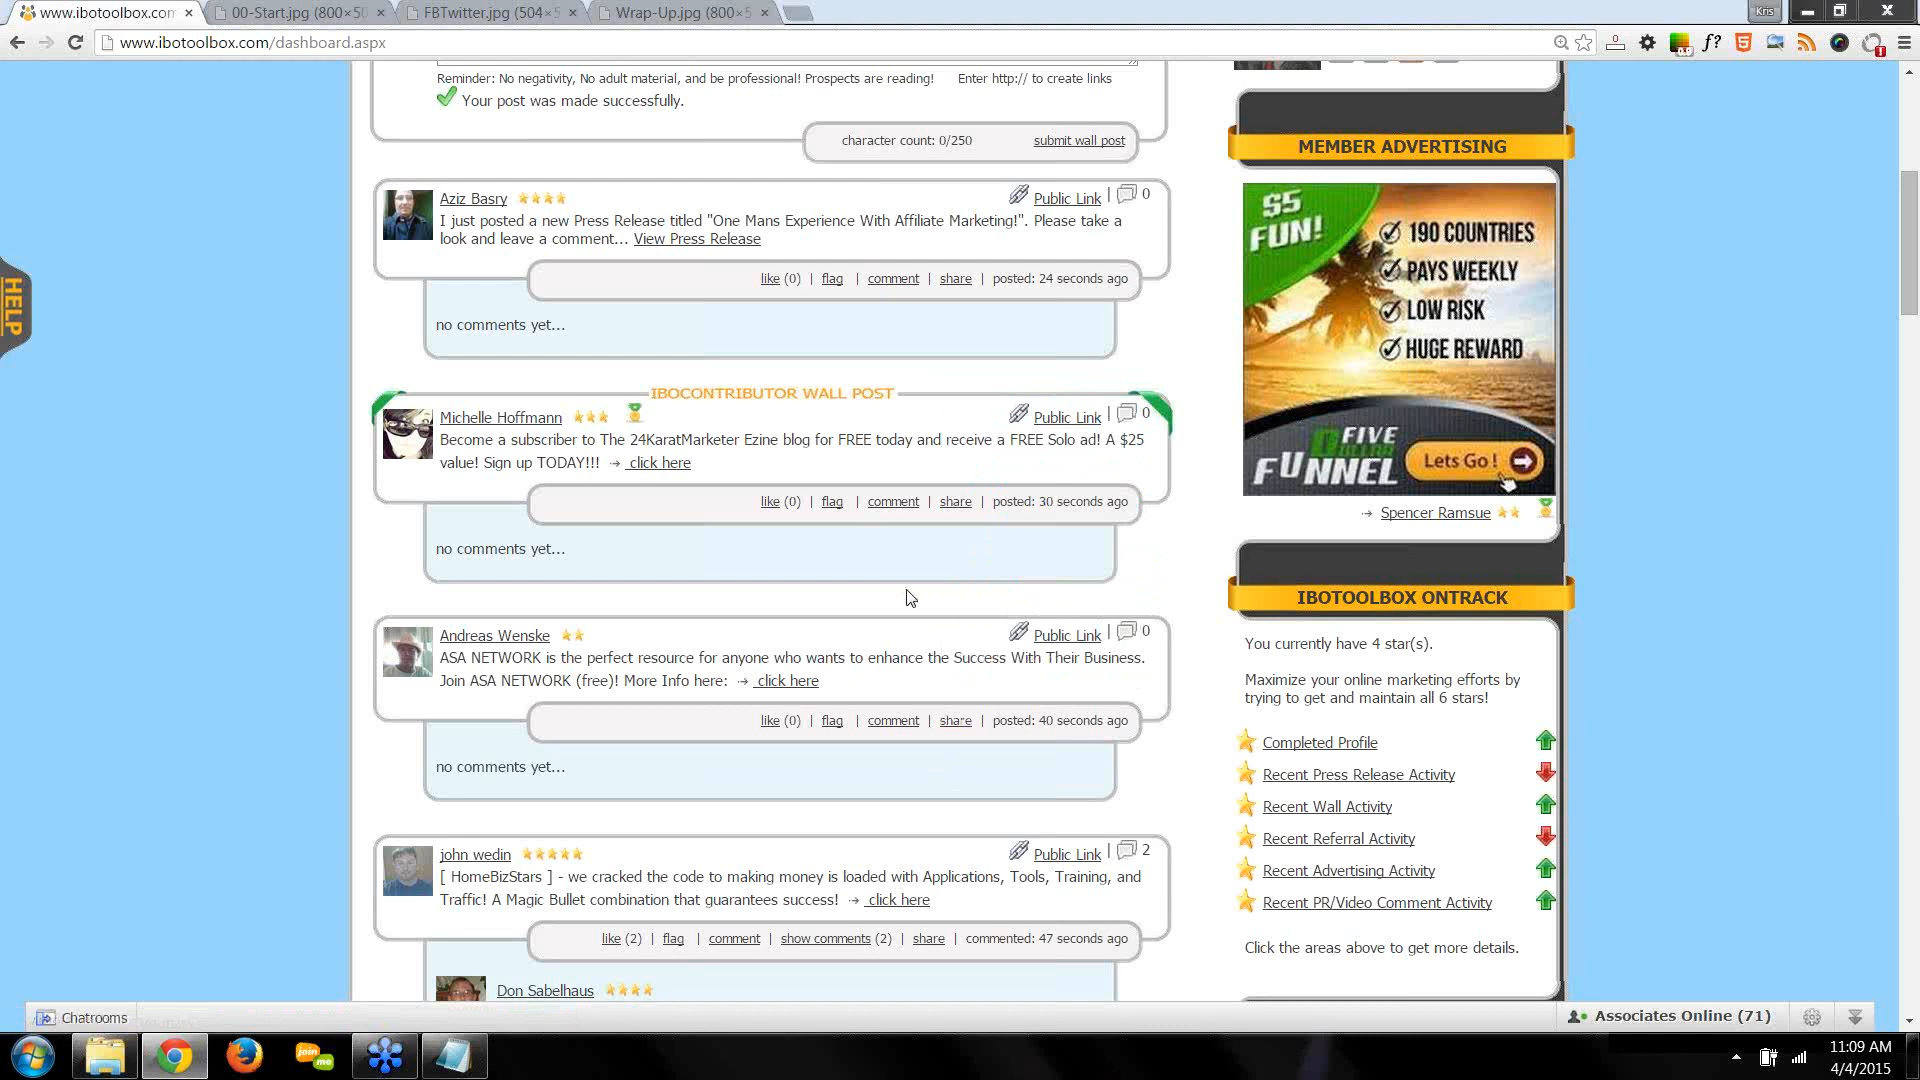 www.ibotoolbox.con
00-Start.jpg (800×50
FBTwitter.jpg (504×5
Wrap-Up.jpg (800×5
Kris
www.ibotoolbox.com/dashboard.aspx
Reminder: No negativity, No adult material, and be professional! Prospects are reading! Enter http:// to create links
Your post was made successfully.
character count: 0/250 submit wall post
Aziz Basry Public Link | 0
I just posted a new Press Release titled "One Mans Experience With Affiliate Marketing!". Please take a
look and leave a comment... View Press Release
like (0) | flag | comment | share | posted: 24 seconds ago
no comments yet...
IBOCONTRIBUTOR WALL POST
Michelle Hoffmann Public Link | 0
Become a subscriber to The 24KaratMarketer Ezine blog for FREE today and receive a FREE Solo ad! A $25
value! Sign up TODAY!!! → click here
like (0) | flag | comment | share | posted: 30 seconds ago
no comments yet...
Andreas Wenske Public Link | 0
ASA NETWORK is the perfect resource for anyone who wants to enhance the Success With Their Business.
Join ASA NETWORK (free)! More Info here: → click here
like (0) | flag | comment | share | posted: 40 seconds ago
no comments yet...
john wedin Public Link | 2
[ HomeBizStars ] - we cracked the code to making money is loaded with Applications, Tools, Training, and
Traffic! A Magic Bullet combination that guarantees success! → click here
like (2) | flag | comment | show comments (2) | share | commented: 47 seconds ago
Don Sabelhaus
HELP
MEMBER ADVERTISING
$5
FUN!
190 COUNTRIES
PAYS WEEKLY
LOW RISK
HUGE REWARD
FIVE
DOLLAR
FUNNEL
Lets Go!
→ Spencer Ramsue
IBOTOOLBOX ONTRACK
You currently have 4 star(s).
Maximize your online marketing efforts by
trying to get and maintain all 6 stars!
Completed Profile
Recent Press Release Activity
Recent Wall Activity
Recent Referral Activity
Recent Advertising Activity
Recent PR/Video Comment Activity
Click the areas above to get more details.
Chatrooms
Associates Online (71)
join
me
11:09 AM
4/4/2015